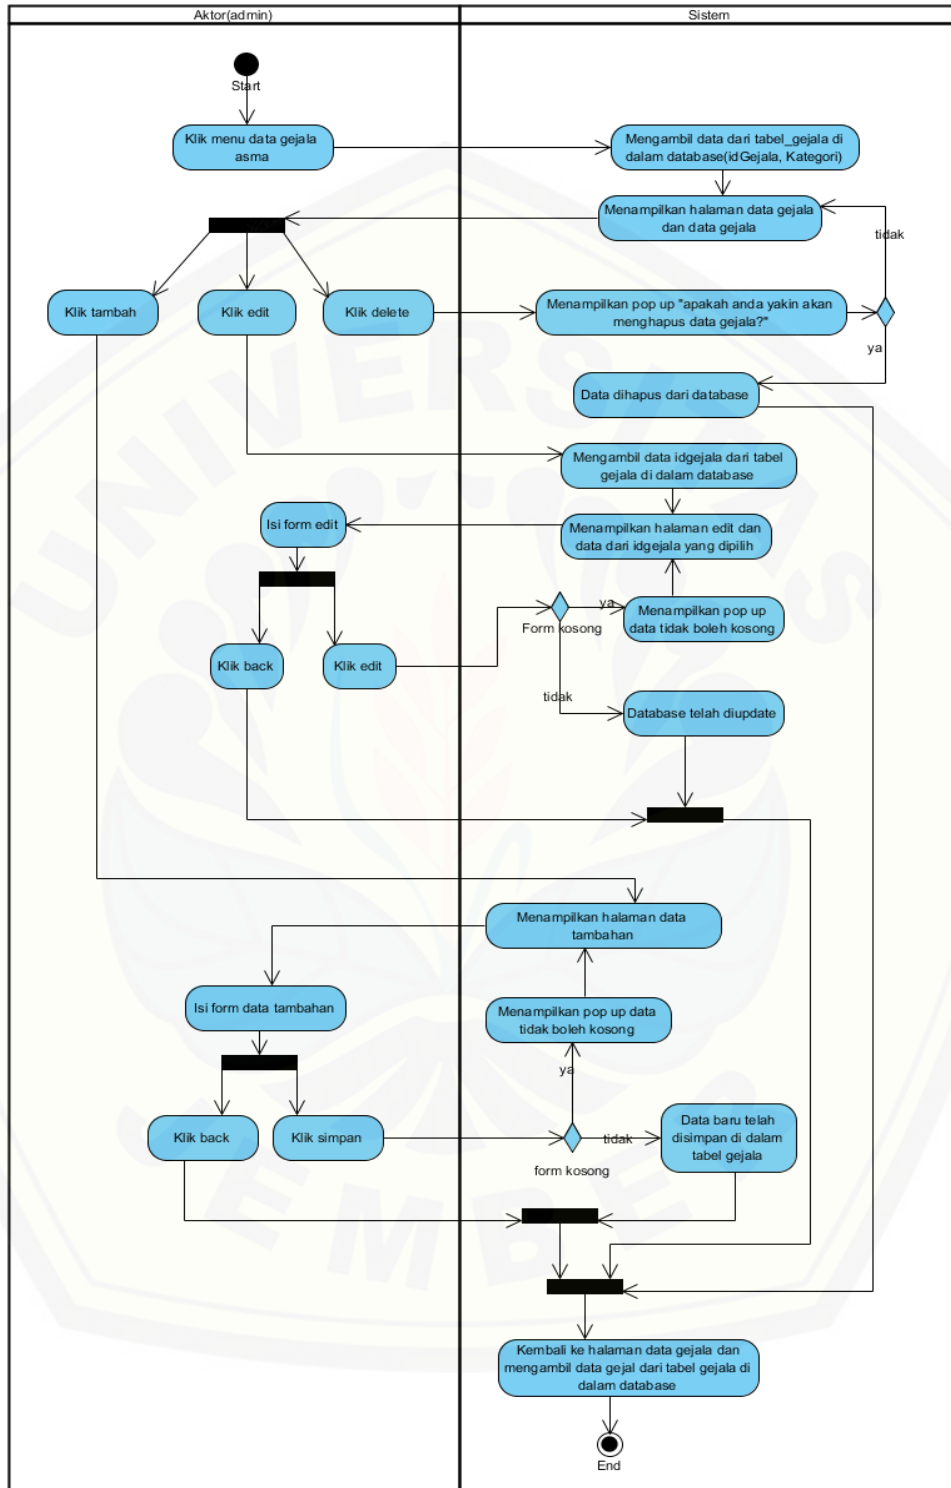 Aktor(admin)
Sistem
Start
Klik menu data gejala
asma
Mengambil data dari tabel_gejala di
dalam database(idGejala, Kategori)
Menampilkan halaman data gejala
dan data gejala
tidak
Klik tambah
Klik edit
Klik delete
Menampilkan pop up "apakah anda yakin akan
menghapus data gejala?"
ya
Data dihapus dari database
Mengambil data idgejala dari tabel
gejala di dalam database
Isi form edit
Menampilkan halaman edit dan
data dari idgejala yang dipilih
Form kosong
ya
Menampilkan pop up
data tidak boleh kosong
Klik back
Klik edit
tidak
Database telah diupdate
Menampilkan halaman data
tambahan
Isi form data tambahan
Menampilkan pop up data
tidak boleh kosong
ya
Klik back
Klik simpan
tidak
form kosong
Data baru telah
disimpan di dalam
tabel gejala
Kembali ke halaman data gejala dan
mengambil data gejal dari tabel gejala di
dalam database
End
UNIVERSITAS
JEMBER